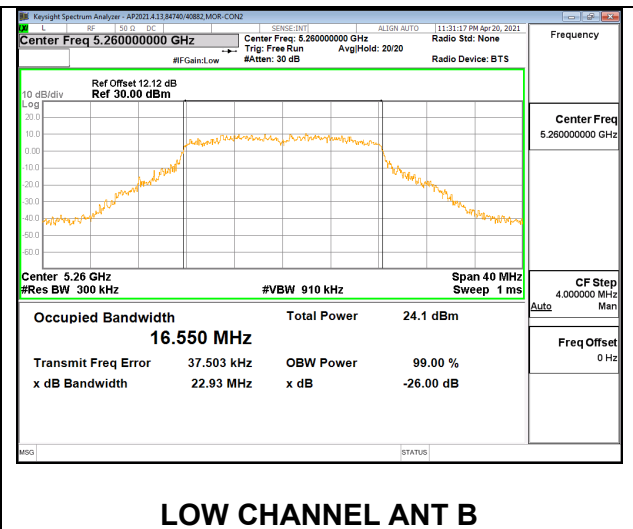 Keysight Spectrum Analyzer - AP2021.4.13,84740/40882,MOR-CON2
RF 50 Ω DC SENSE:INT ALIGN AUTO 11:31:17 PM Apr 20, 2021
Center Freq 5.260000000 GHz Center Freq: 5.260000000 GHz Radio Std: None Frequency
Trig: Free Run Avg|Hold: 20/20
#IFGain:Low #Atten: 30 dB Radio Device: BTS
Ref Offset 12.12 dB
10 dB/div Ref 30.00 dBm
Log
20.0
10.0
0.00
-10.0
-20.0
-30.0
-40.0
-50.0
-60.0
Center Freq
5.260000000 GHz
Center 5.26 GHz Span 40 MHz
#Res BW 300 kHz #VBW 910 kHz Sweep 1 ms
CF Step
4.000000 MHz
Auto Man
Occupied Bandwidth Total Power 24.1 dBm
16.550 MHz
Freq Offset
0 Hz
Transmit Freq Error 37.503 kHz OBW Power 99.00 %
x dB Bandwidth 22.93 MHz x dB -26.00 dB
MSG STATUS
LOW CHANNEL ANT B